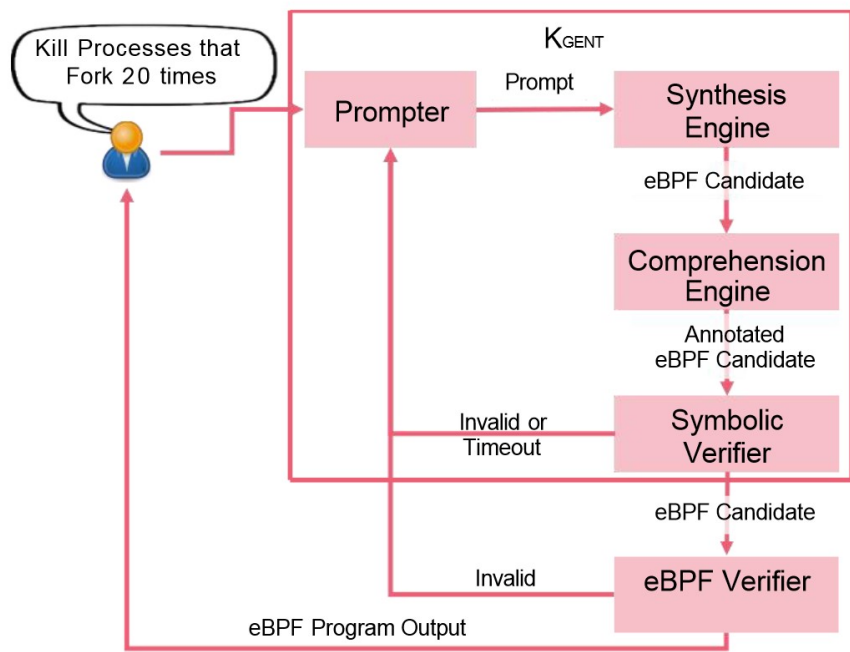 Kill Processes that
Fork 20 times
KGENT
Prompter
Prompt
Synthesis
Engine
eBPF Candidate
Comprehension
Engine
Annotated
eBPF Candidate
Invalid or
Timeout
Symbolic
Verifier
eBPF Candidate
Invalid
eBPF Verifier
eBPF Program Output